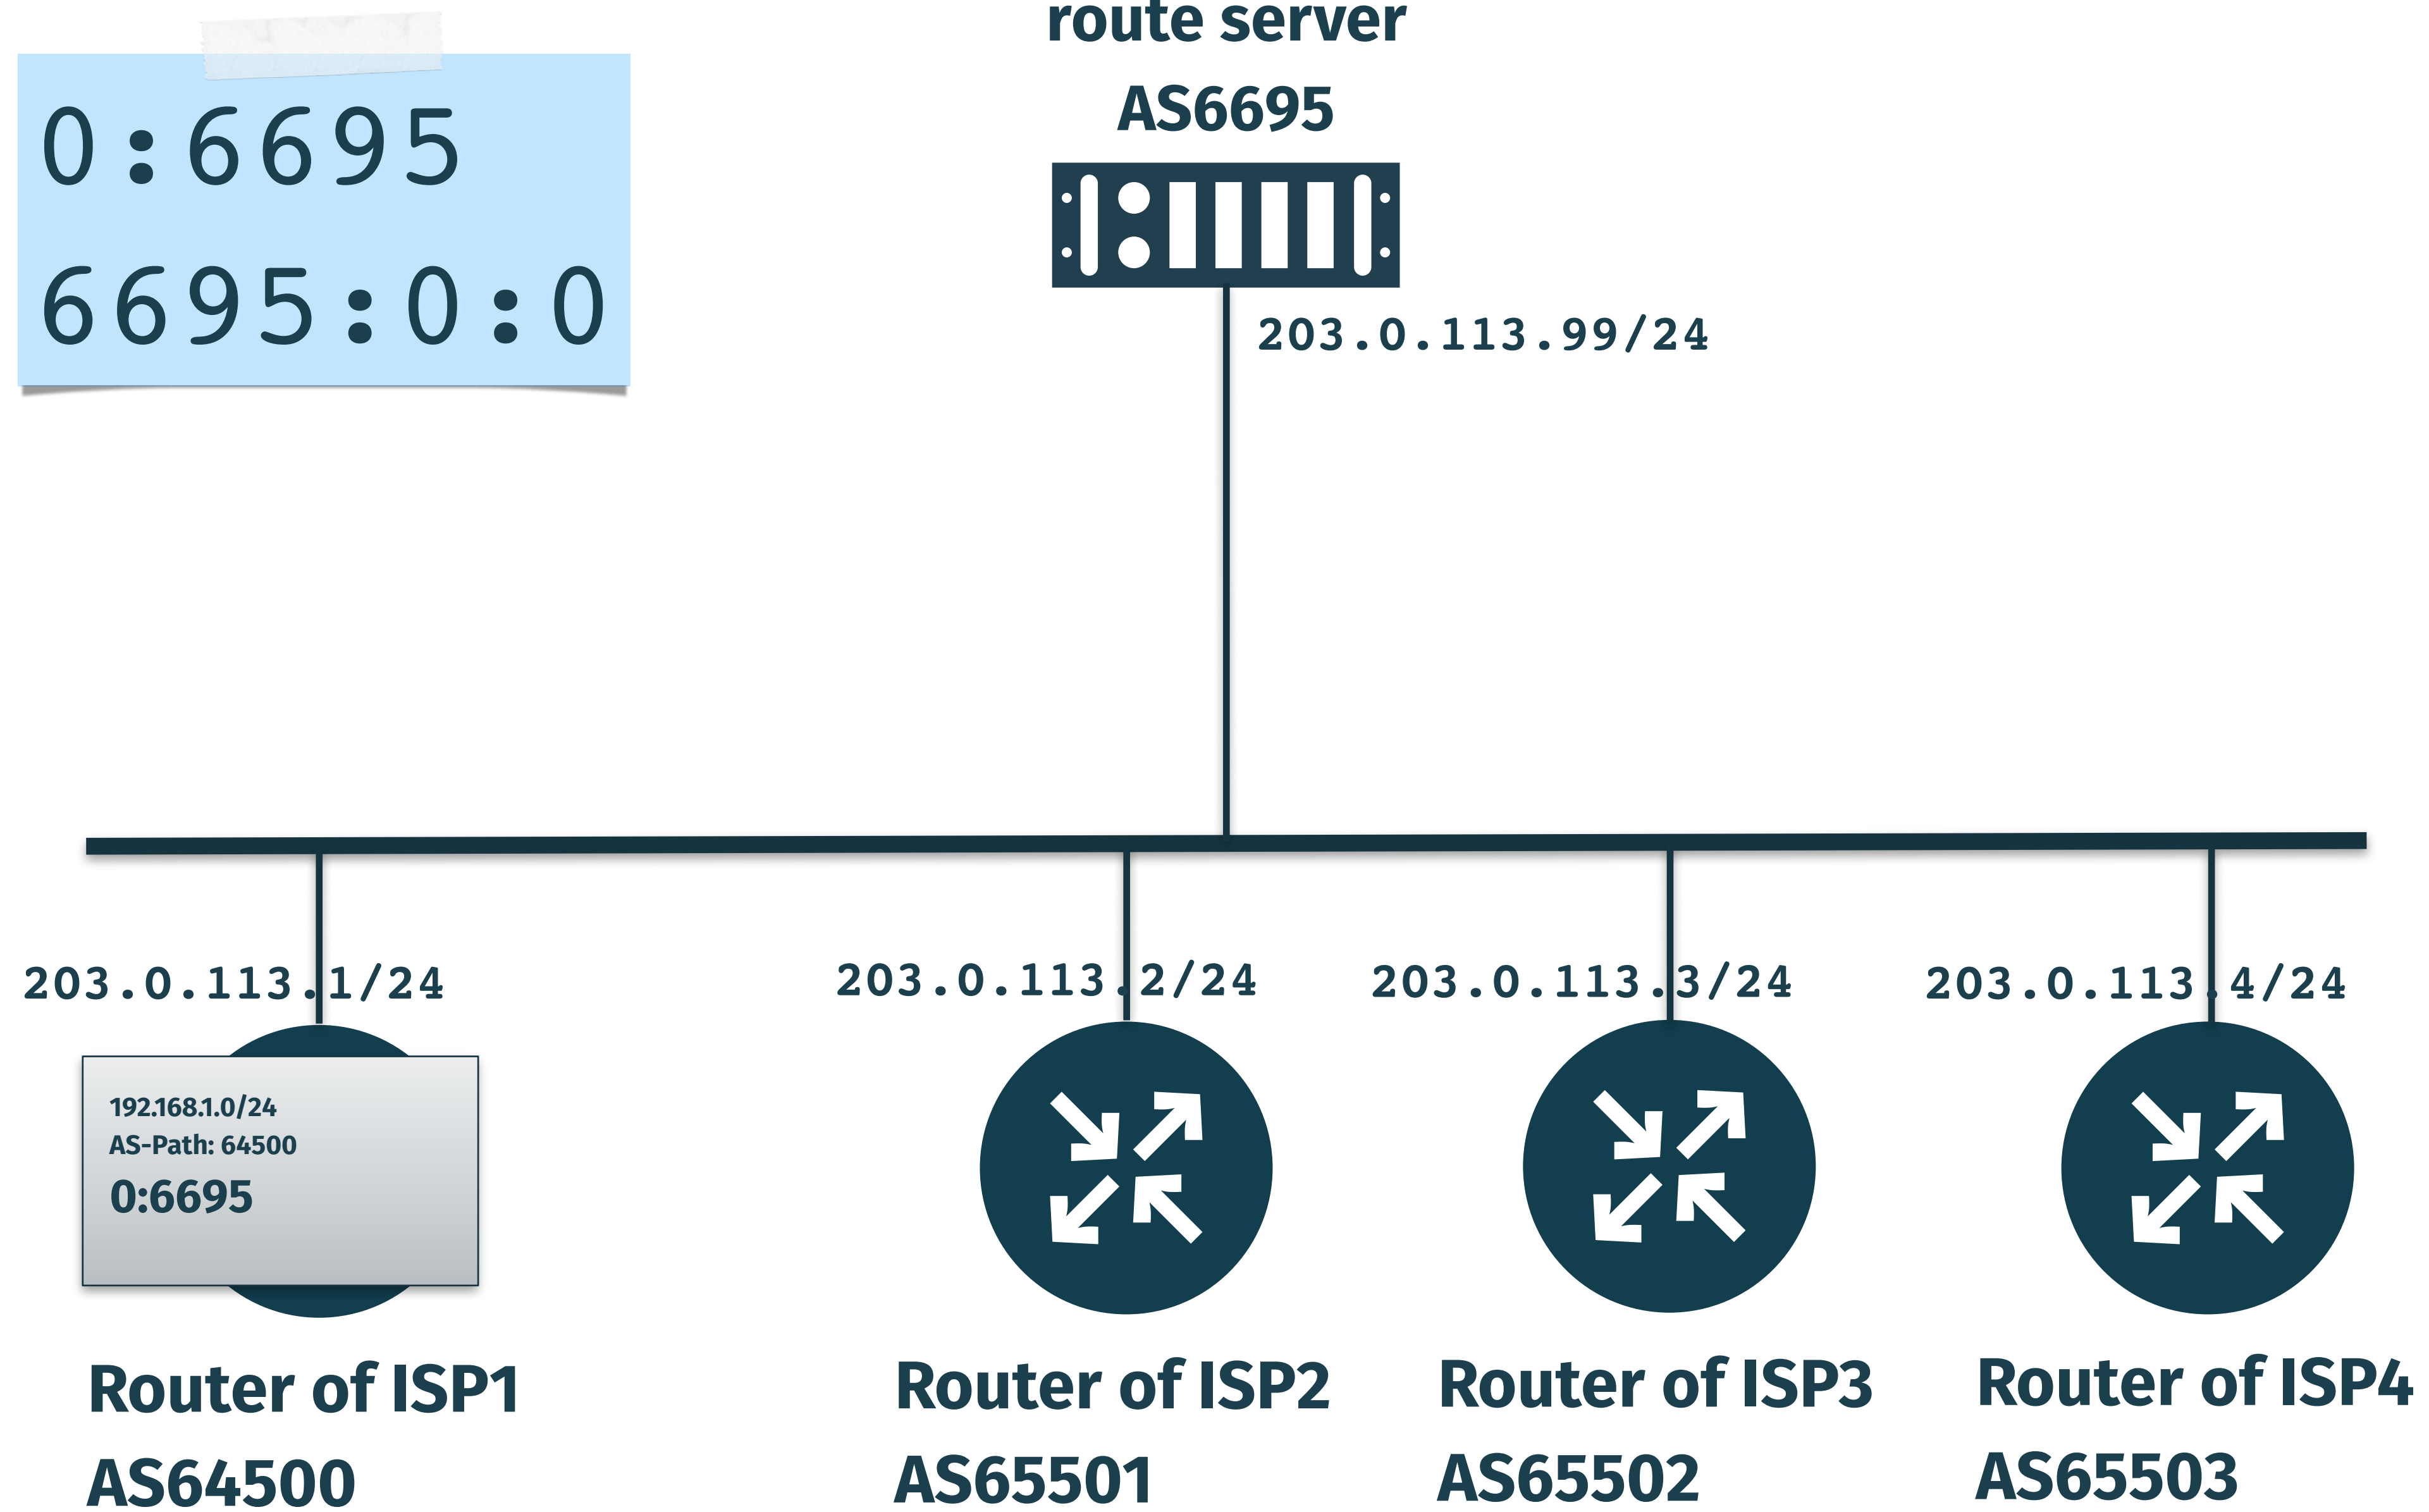 route server
AS6695
0:6695
6695:0:0
203.0.113.99/24
203.0.113.1/24
203.0.113.2/24
203.0.113.3/24
203.0.113.4/24
192.168.1.0/24
AS-Path: 64500
0:6695
Router of ISP1
AS64500
Router of ISP2
AS65501
Router of ISP3
AS65502
Router of ISP4
AS65503